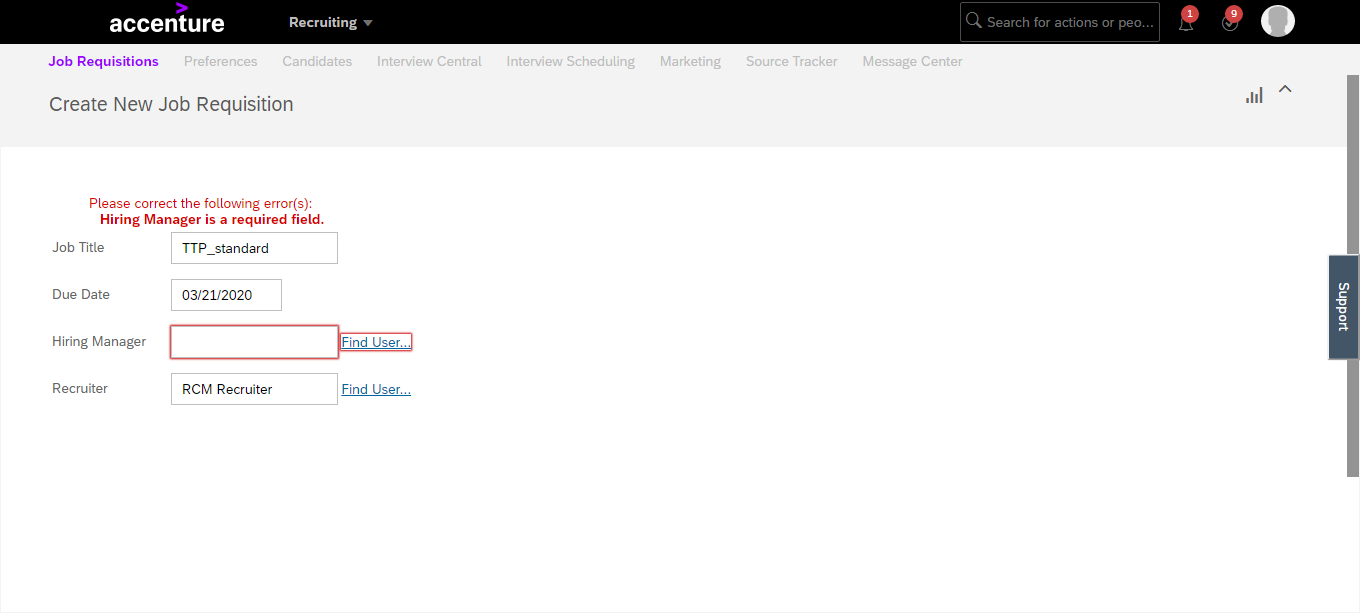 accenture
Recruiting
Search for actions or peo...
1
9
Job Requisitions Preferences Candidates Interview Central Interview Scheduling Marketing Source Tracker Message Center
Create New Job Requisition
Please correct the following error(s):
Hiring Manager is a required field.
Job Title TTP_standard
Due Date 03/21/2020
Hiring Manager Find User...
Recruiter RCM Recruiter Find User...
Support